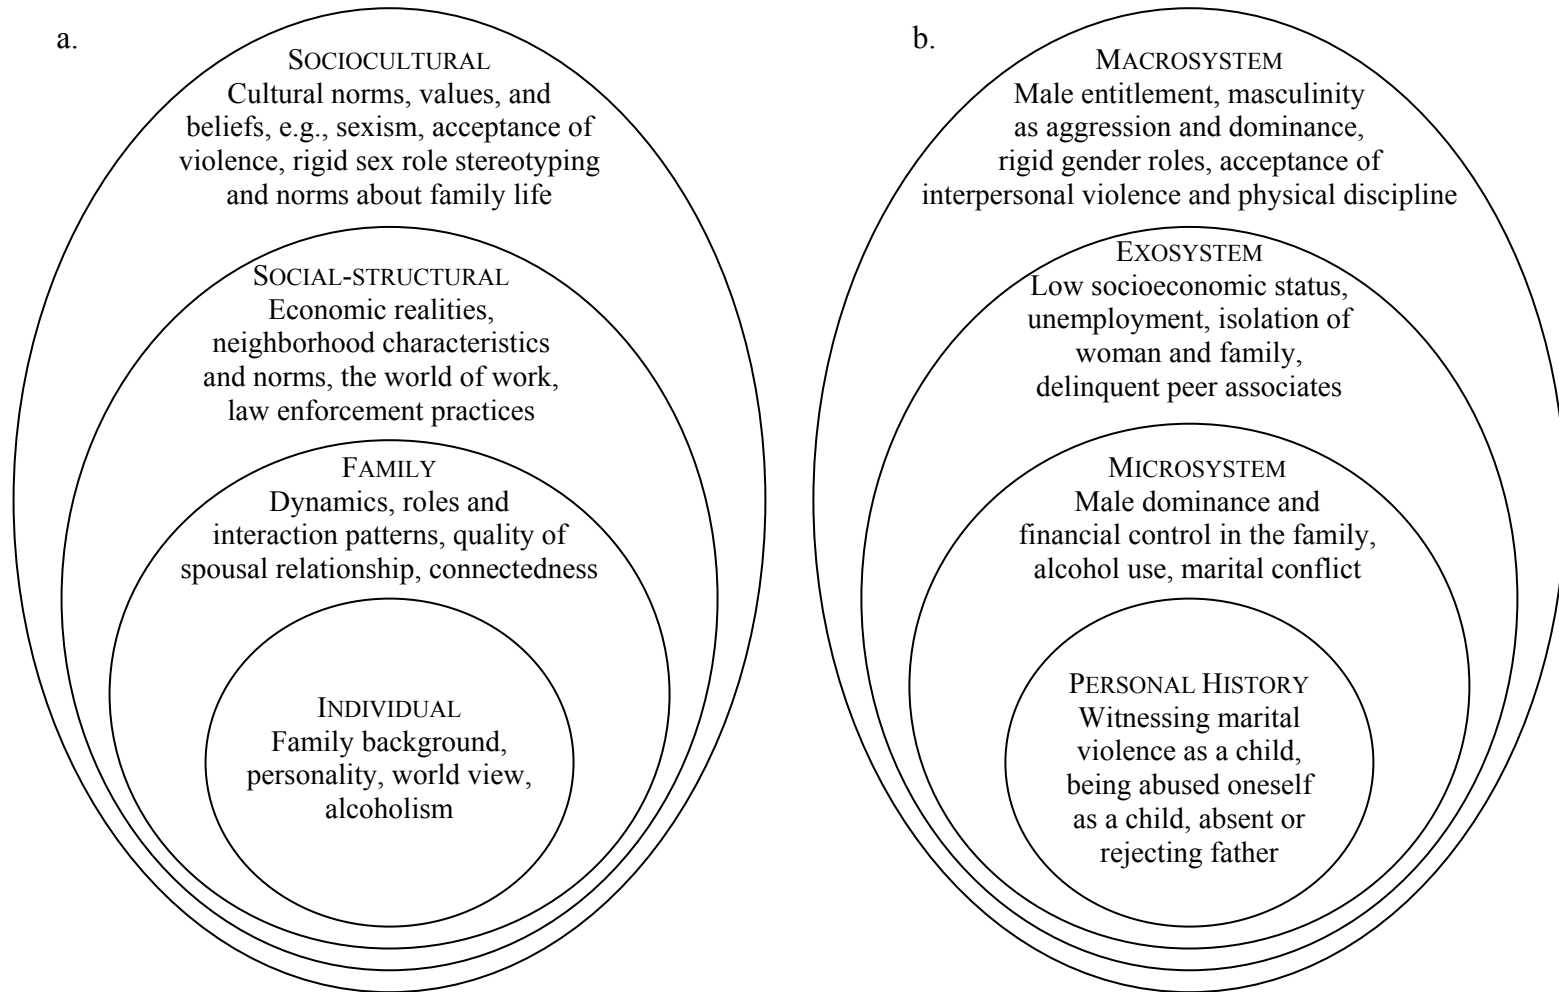 a.
SOCIOCULTURAL
Cultural norms, values, and
beliefs, e.g., sexism, acceptance of
violence, rigid sex role stereotyping
and norms about family life
SOCIAL-STRUCTURAL
Economic realities,
neighborhood characteristics
and norms, the world of work,
law enforcement practices
FAMILY
Dynamics, roles and
interaction patterns, quality of
spousal relationship, connectedness
INDIVIDUAL
Family background,
personality, world view,
alcoholism
b.
MACROSYSTEM
Male entitlement, masculinity
as aggression and dominance,
rigid gender roles, acceptance of
interpersonal violence and physical discipline
EXOSYSTEM
Low socioeconomic status,
unemployment, isolation of
woman and family,
delinquent peer associates
MICROSYSTEM
Male dominance and
financial control in the family,
alcohol use, marital conflict
PERSONAL HISTORY
Witnessing marital
violence as a child,
being abused oneself
as a child, absent or
rejecting father